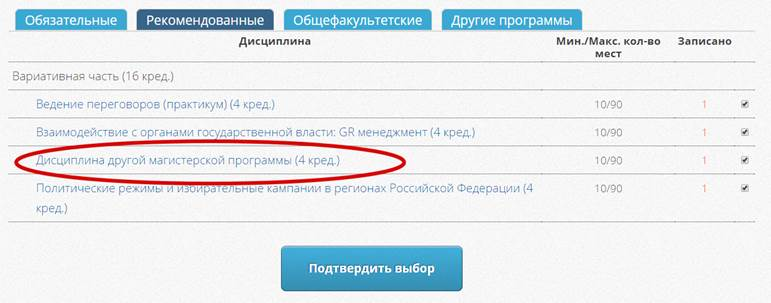 Обязательные Рекомендованные Общефакультетские Другие программы
Дисциплина Мин./Макс. кол-во мест Записано
Вариативная часть (16 кред.)
Ведение переговоров (практикум) (4 кред.) 10/90 1
Взаимодействие с органами государственной власти: GR менеджмент (4 кред.) 10/90 1
Дисциплина другой магистерской программы (4 кред.) 10/90 1
Политические режимы и избирательные кампании в регионах Российской Федерации (4 10/90 1
кред.)
Подтвердить выбор